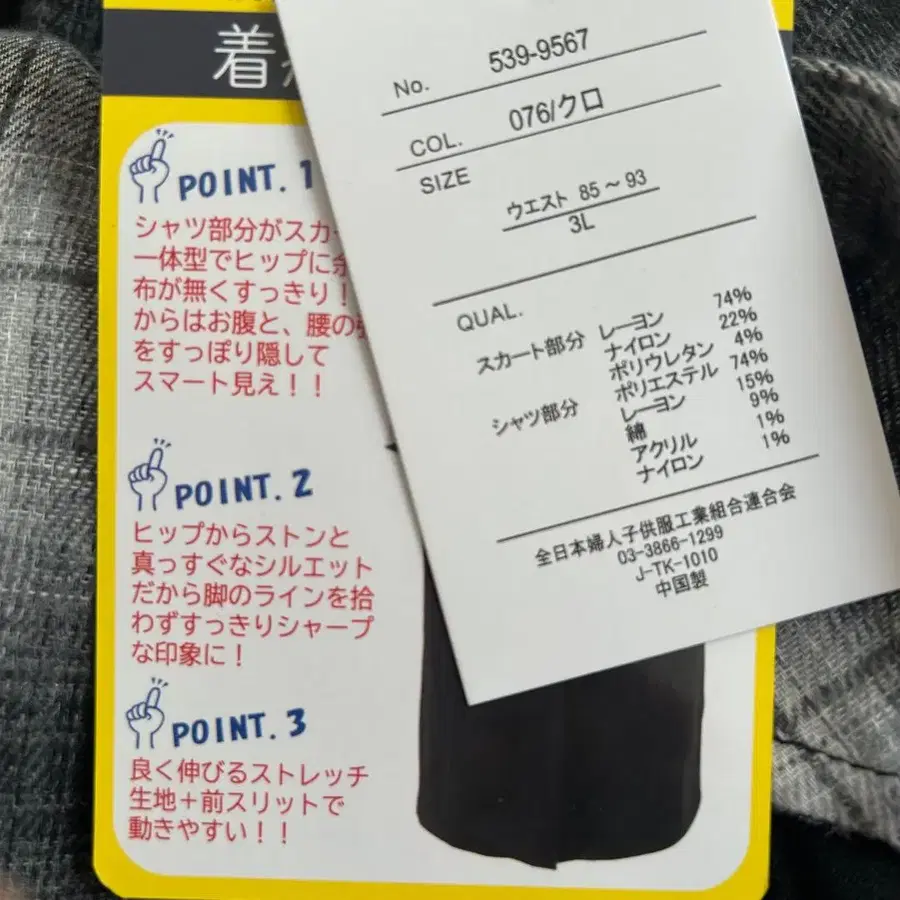 着
POINT. 1
シャツ部分がスカー
一体型でヒップに余
布が無くすっきり！
からはお腹と、腰の張
をすっぽり隠して
スマート見え！！
POINT. 2
ヒップからストンと
真っすぐなシルエット
だから脚のラインを拾
わずすっきりシャープ
な印象に！
POINT. 3
良く伸びるストレッチ
生地＋前スリットで
動きやすい！！
No. 539-9567
COL. 076/クロ
SIZE
ウエスト 85～93
3L
QUAL.
スカート部分 レーヨン 74%
ナイロン 22%
ポリウレタン 4%
シャツ部分 ポリエステル 74%
レーヨン 15%
綿 9%
アクリル 1%
ナイロン 1%
全日本婦人子供服工業組合連合会
03-3866-1299
J-TK-1010
中国製